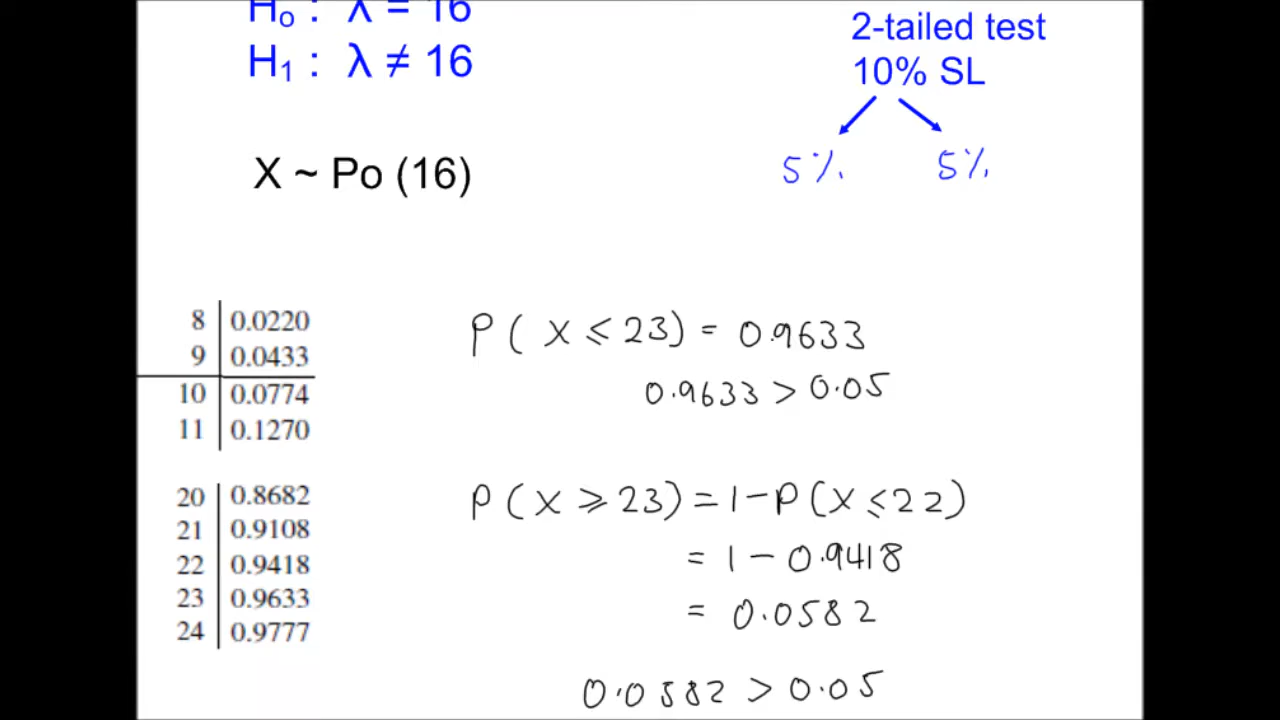 H₀ : λ = 16
H₁ : λ ≠ 16
2-tailed test
10% SL
5% 5%
X ~ Po (16)
8 0.0220
9 0.0433
10 0.0774
11 0.1270
20 0.8682
21 0.9108
22 0.9418
23 0.9633
24 0.9777
P( X ⩽ 23) = 0.9633
0.9633 > 0.05
P( X ⩾ 23) = 1 - P(X ⩽ 22)
= 1 - 0.9418
= 0.0582
0.0582 > 0.05